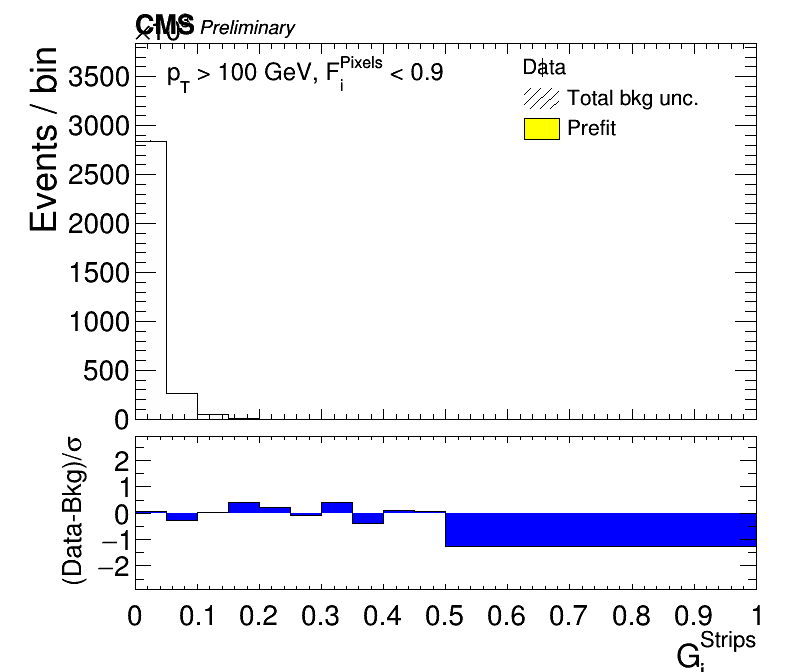 CMS Preliminary
×10³
Events / bin
3500
3000
2500
2000
1500
1000
500
0
p_T > 100 GeV, F_i^Pixels < 0.9
Data
Total bkg unc.
Prefit
(Data-Bkg)/σ
2
1
0
−1
−2
0 0.1 0.2 0.3 0.4 0.5 0.6 0.7 0.8 0.9 1
G_i^Strips